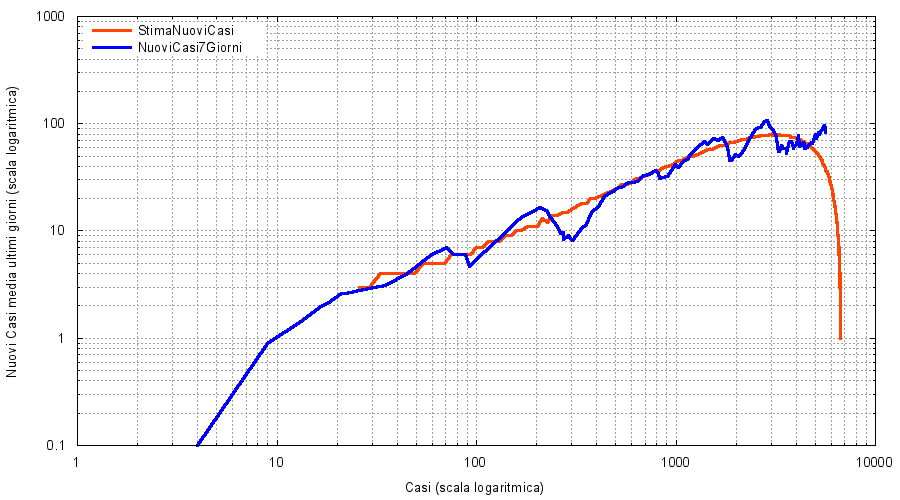 1000
StimaNuoviCasi
NuoviCasi7Giorni
100
10
1
0.1
Nuovi Casi media ultimi giorni (scala logaritmica)
1 10 100 1000 10000
Casi (scala logaritmica)